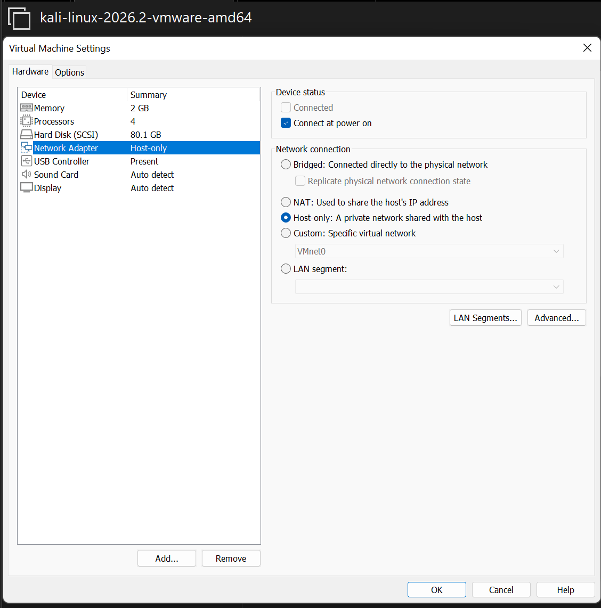 kali-linux-2026.2-vmware-amd64
Virtual Machine Settings
Hardware Options
Device Summary
Memory 2 GB
Processors 4
Hard Disk (SCSI) 80.1 GB
Network Adapter Host-only
USB Controller Present
Sound Card Auto detect
Display Auto detect
Add... Remove
Device status
Connected
Connect at power on
Network connection
Bridged: Connected directly to the physical network
Replicate physical network connection state
NAT: Used to share the host's IP address
Host only: A private network shared with the host
Custom: Specific virtual network
VMnet0
LAN segment:
LAN Segments... Advanced...
OK Cancel Help